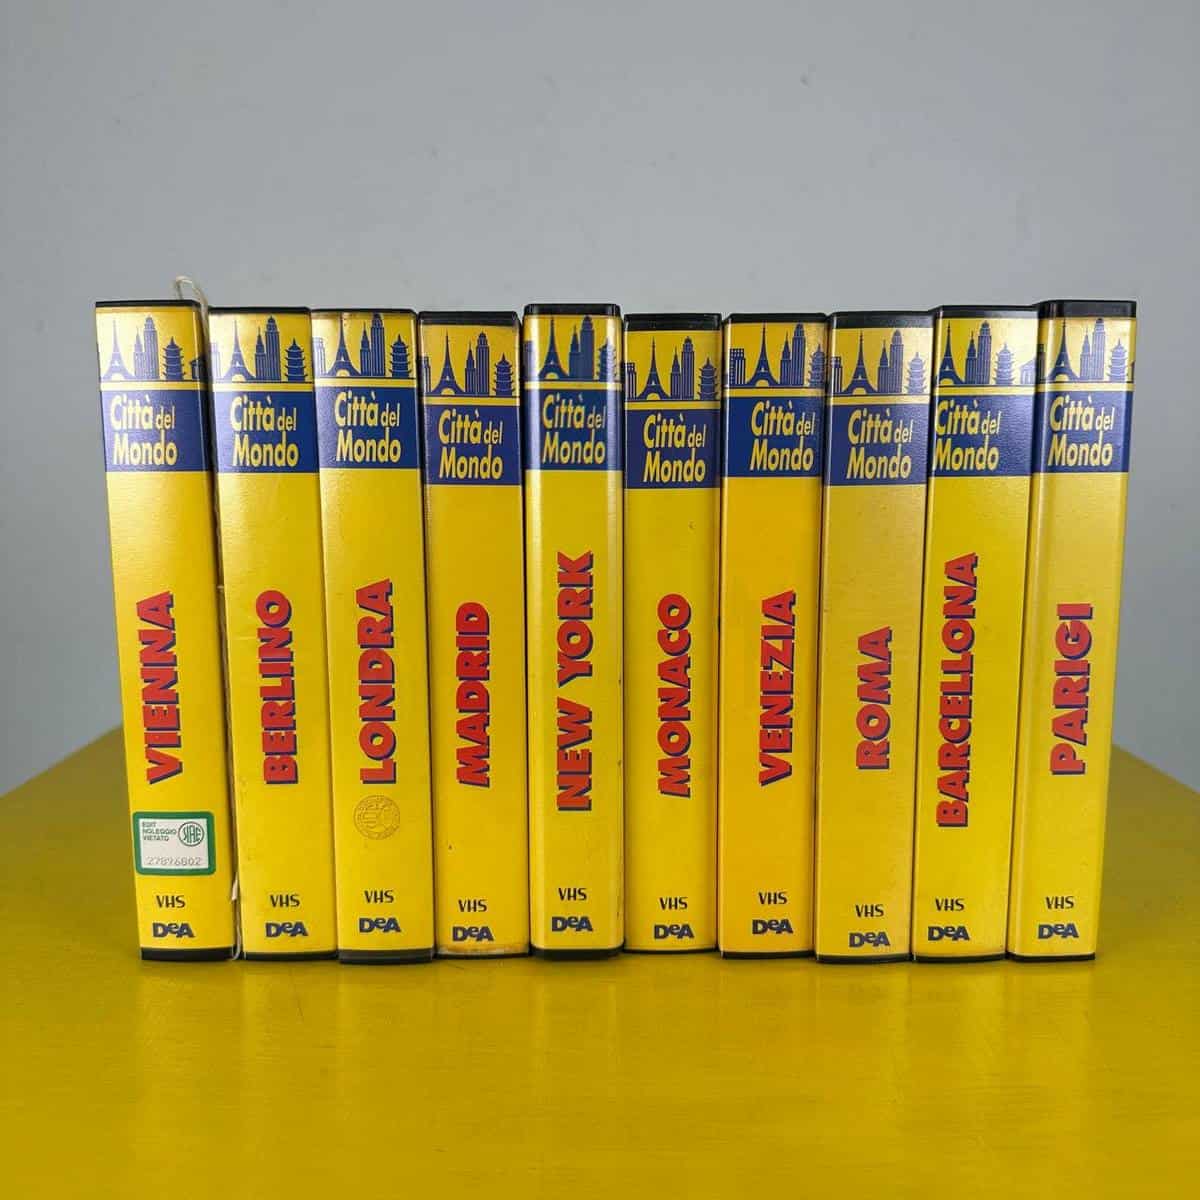 Città del
Mondo
VIENNA
EDIT
NOLEGGIO
VIETATO
27896802
VHS
DeA
Città del
Mondo
BERLINO
VHS
DeA
Città del
Mondo
LONDRA
VHS
DeA
Città del
Mondo
MADRID
VHS
DeA
Città del
Mondo
NEW YORK
VHS
DeA
Città del
Mondo
MONACO
VHS
DeA
Città del
Mondo
VENEZIA
VHS
DeA
Città del
Mondo
ROMA
VHS
DeA
Città del
Mondo
BARCELLONA
VHS
DeA
Città del
Mondo
PARIGI
VHS
DeA